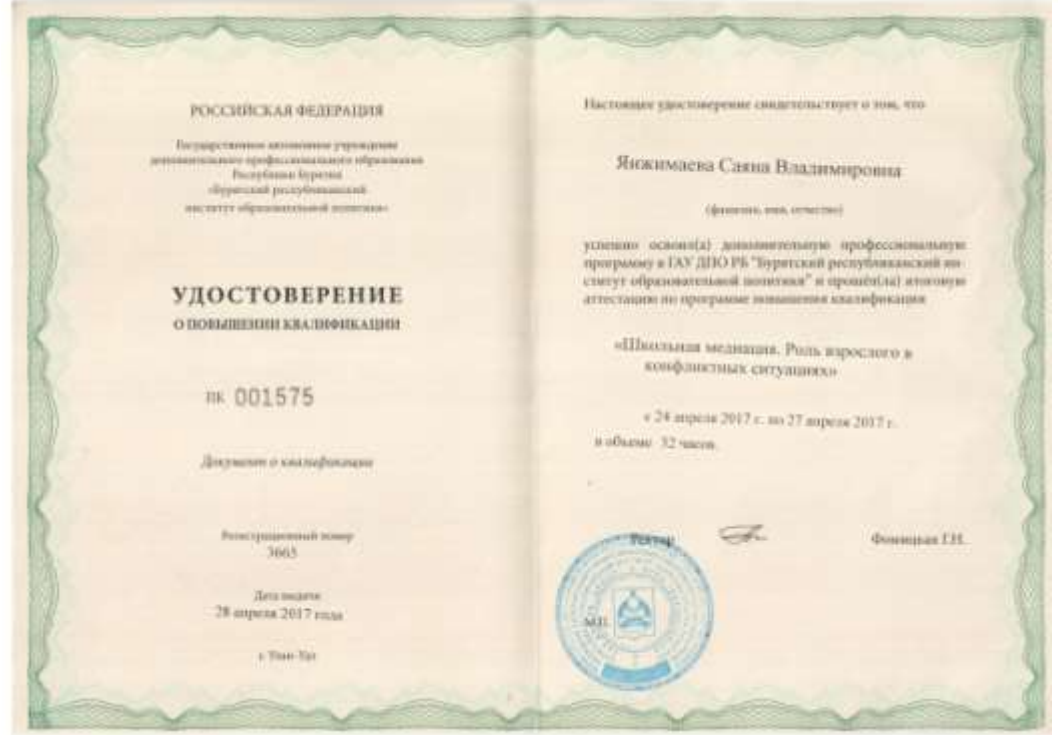 РОССИЙСКАЯ ФЕДЕРАЦИЯ
Государственное автономное учреждение
дополнительного профессионального образования
Республики Бурятия
«Бурятский республиканский
институт образовательной политики»
УДОСТОВЕРЕНИЕ
О ПОВЫШЕНИИ КВАЛИФИКАЦИИ
ПК 001575
Документ о квалификации
Регистрационный номер
3663
Дата выдачи
28 апреля 2017 года
г. Улан-Удэ
Настоящее удостоверение свидетельствует о том, что
Янжимаева Саяна Владимировна
(фамилия, имя, отчество)
успешно освоил(а) дополнительную профессиональную
программу в ГАУ ДПО РБ "Бурятский республиканский ин-
ститут образовательной политики" и прошёл(ла) итоговую
аттестацию по программе повышения квалификации
«Школьная медиация. Роль взрослого в
конфликтных ситуациях»
с 24 апреля 2017 г. по 27 апреля 2017 г.
в объеме 32 часов.
Ректор Фомицкая Г.Н.
М.П.